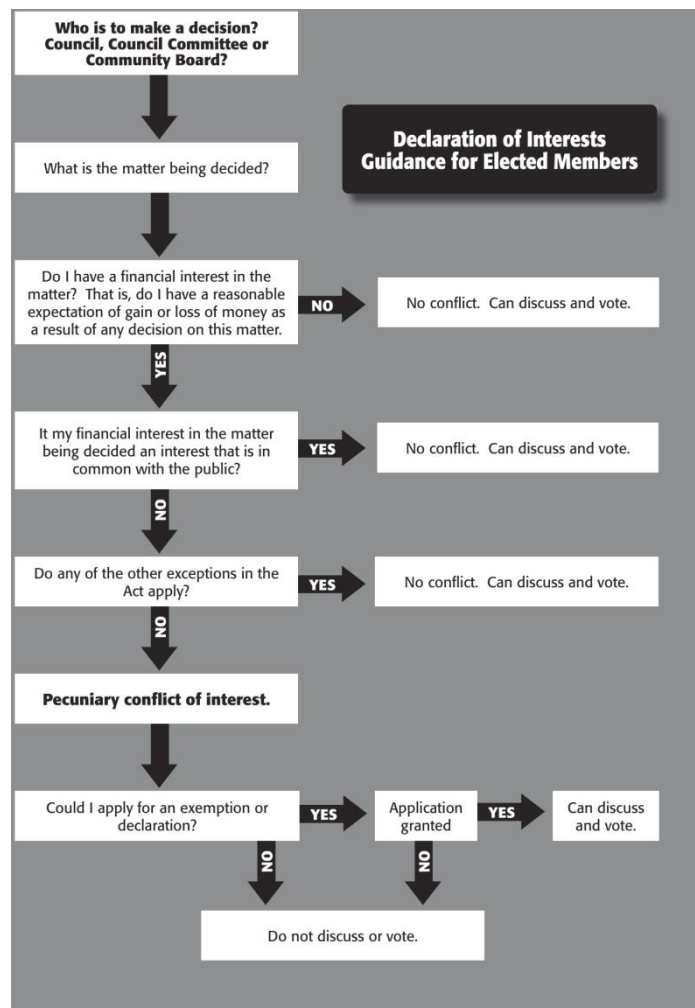 Who is to make a decision?
Council, Council Committee or
Community Board?
Declaration of Interests
Guidance for Elected Members
What is the matter being decided?
Do I have a financial interest in the
matter? That is, do I have a reasonable
expectation of gain or loss of money as
a result of any decision on this matter.
NO
No conflict. Can discuss and vote.
YES
It my financial interest in the matter
being decided an interest that is in
common with the public?
YES
No conflict. Can discuss and vote.
NO
Do any of the other exceptions in the
Act apply?
YES
No conflict. Can discuss and vote.
NO
Pecuniary conflict of interest.
Could I apply for an exemption or
declaration?
YES
Application
granted
YES
Can discuss
and vote.
NO
NO
Do not discuss or vote.